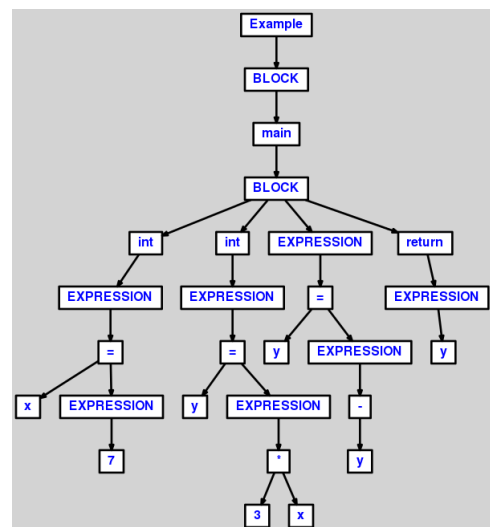 Example
BLOCK
main
BLOCK
int int EXPRESSION return
EXPRESSION EXPRESSION = EXPRESSION
= = y EXPRESSION y
x EXPRESSION y EXPRESSION -
7 * y
3 x